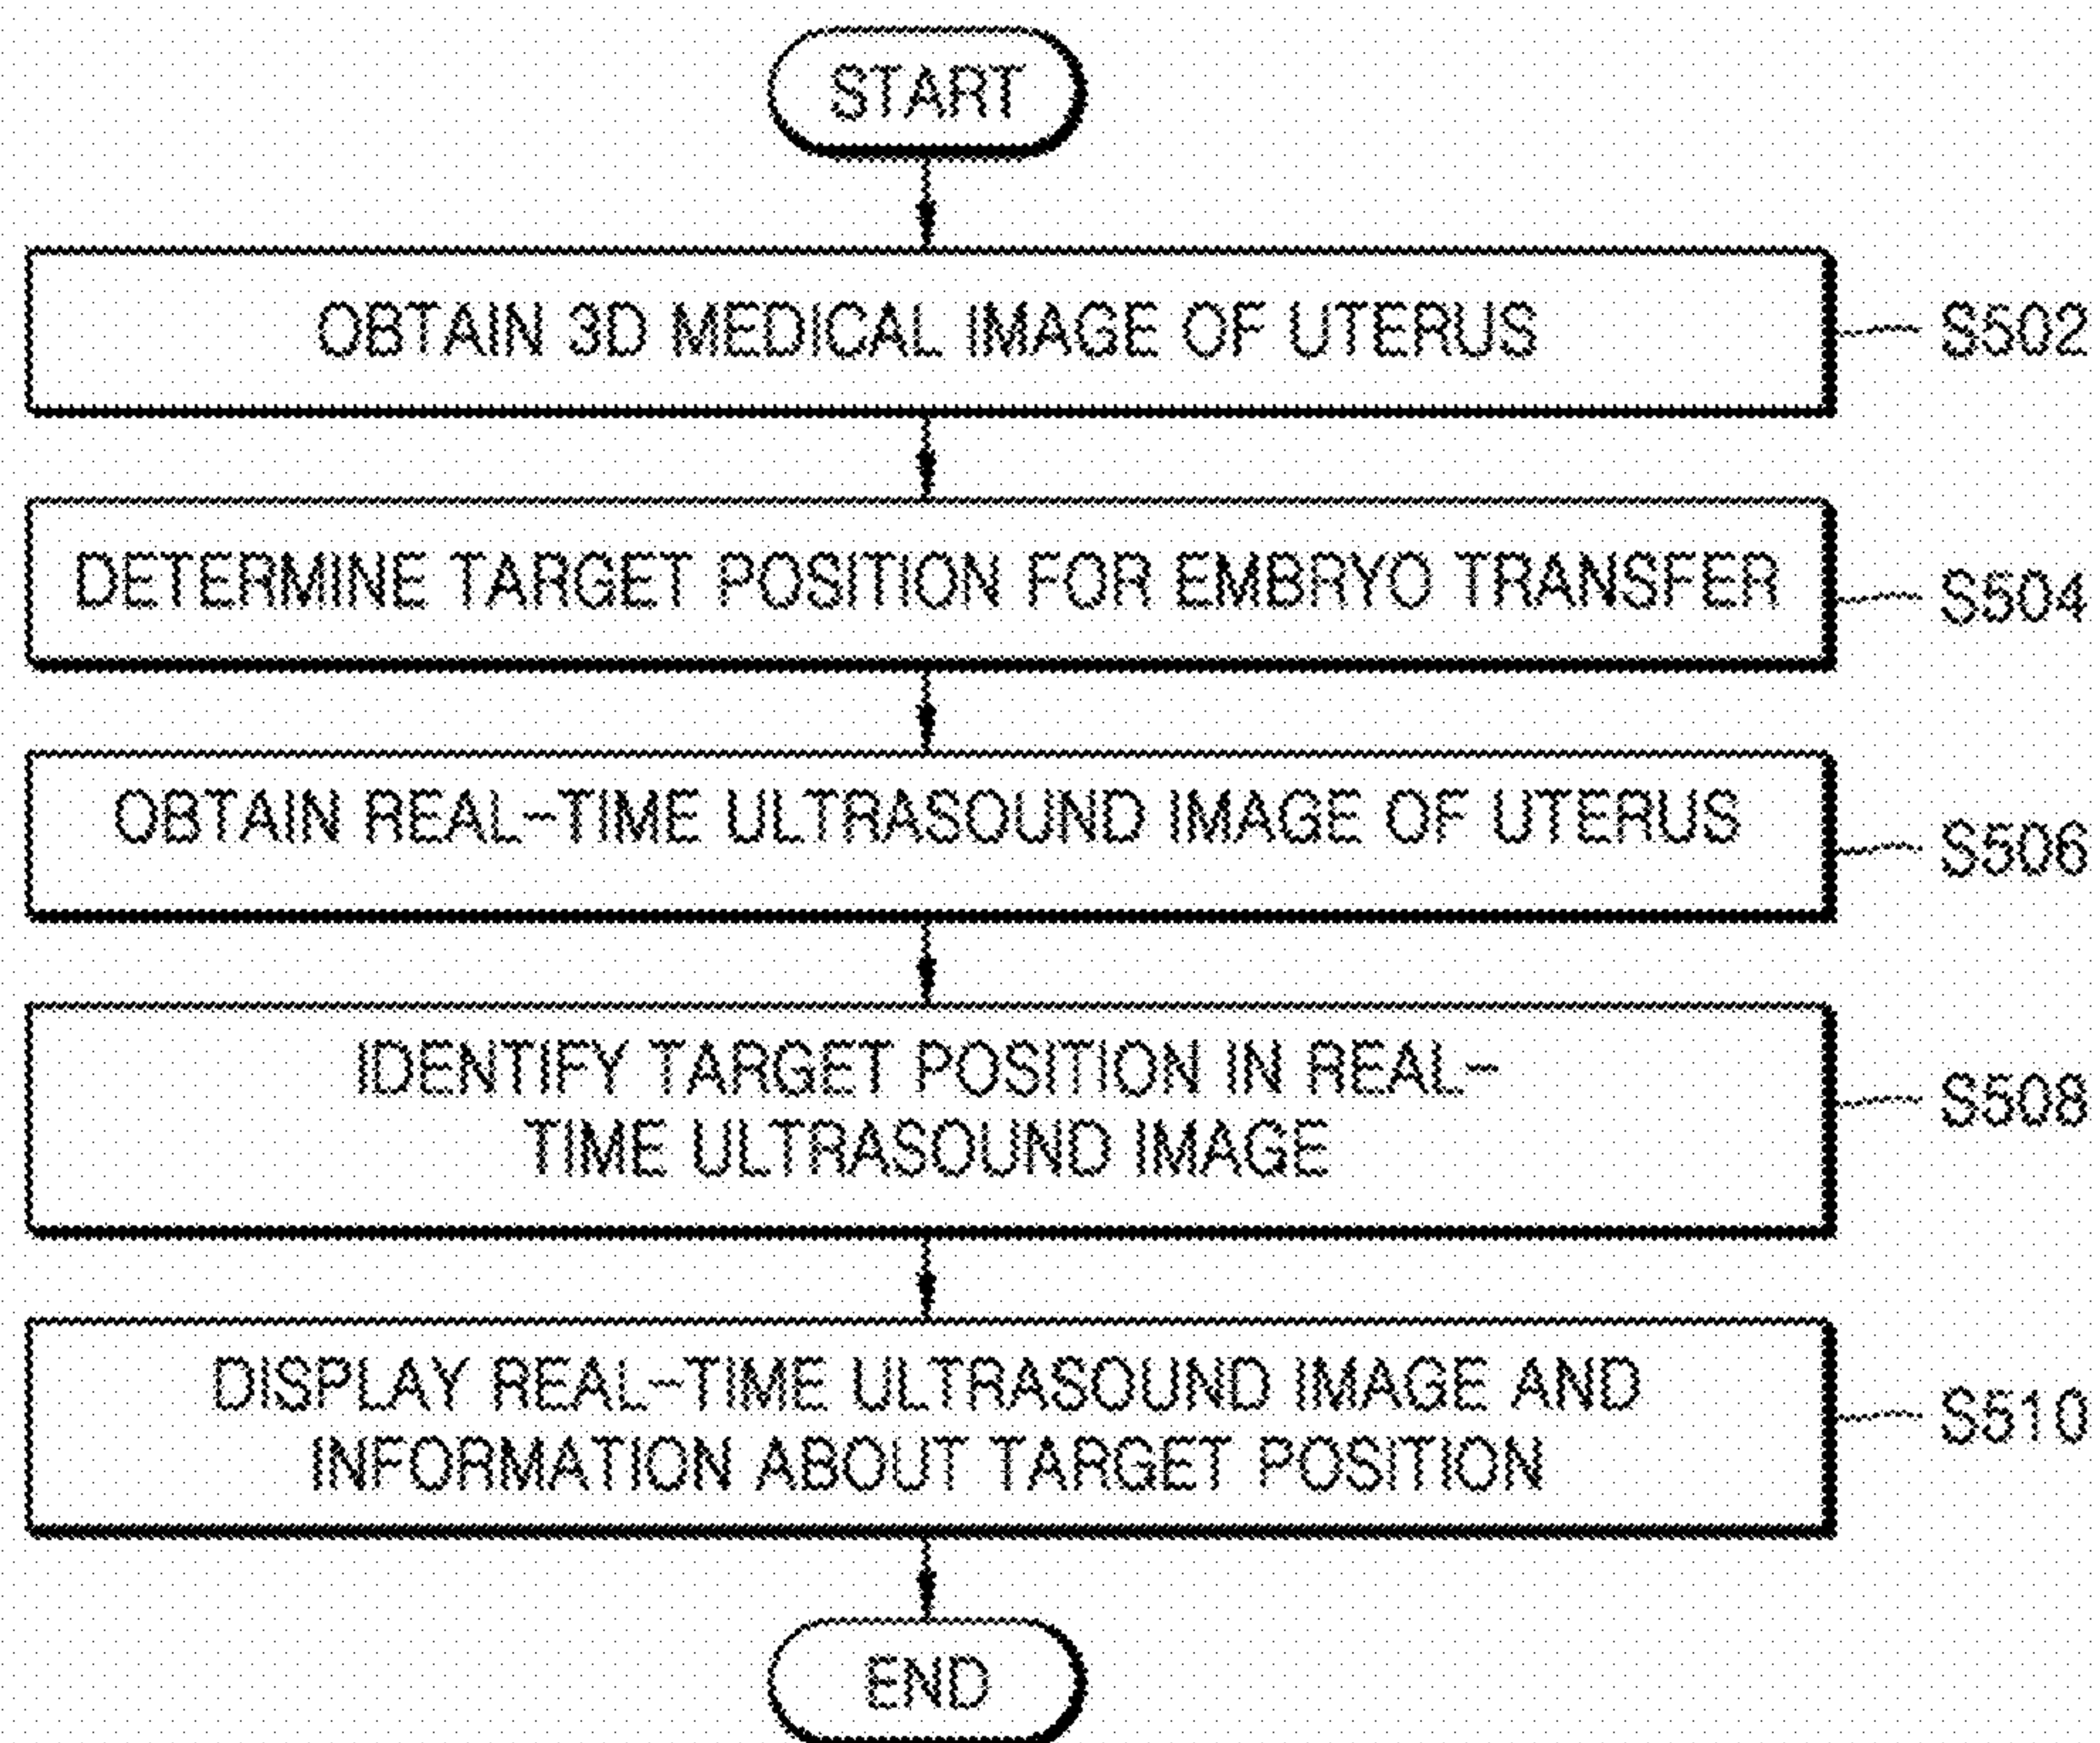 START
OBTAIN 3D MEDICAL IMAGE OF UTERUS
S502
DETERMINE TARGET POSITION FOR EMBRYO TRANSFER
S504
OBTAIN REAL-TIME ULTRASOUND IMAGE OF UTERUS
S506
IDENTIFY TARGET POSITION IN REAL-
TIME ULTRASOUND IMAGE
S508
DISPLAY REAL-TIME ULTRASOUND IMAGE AND
INFORMATION ABOUT TARGET POSITION
S510
END